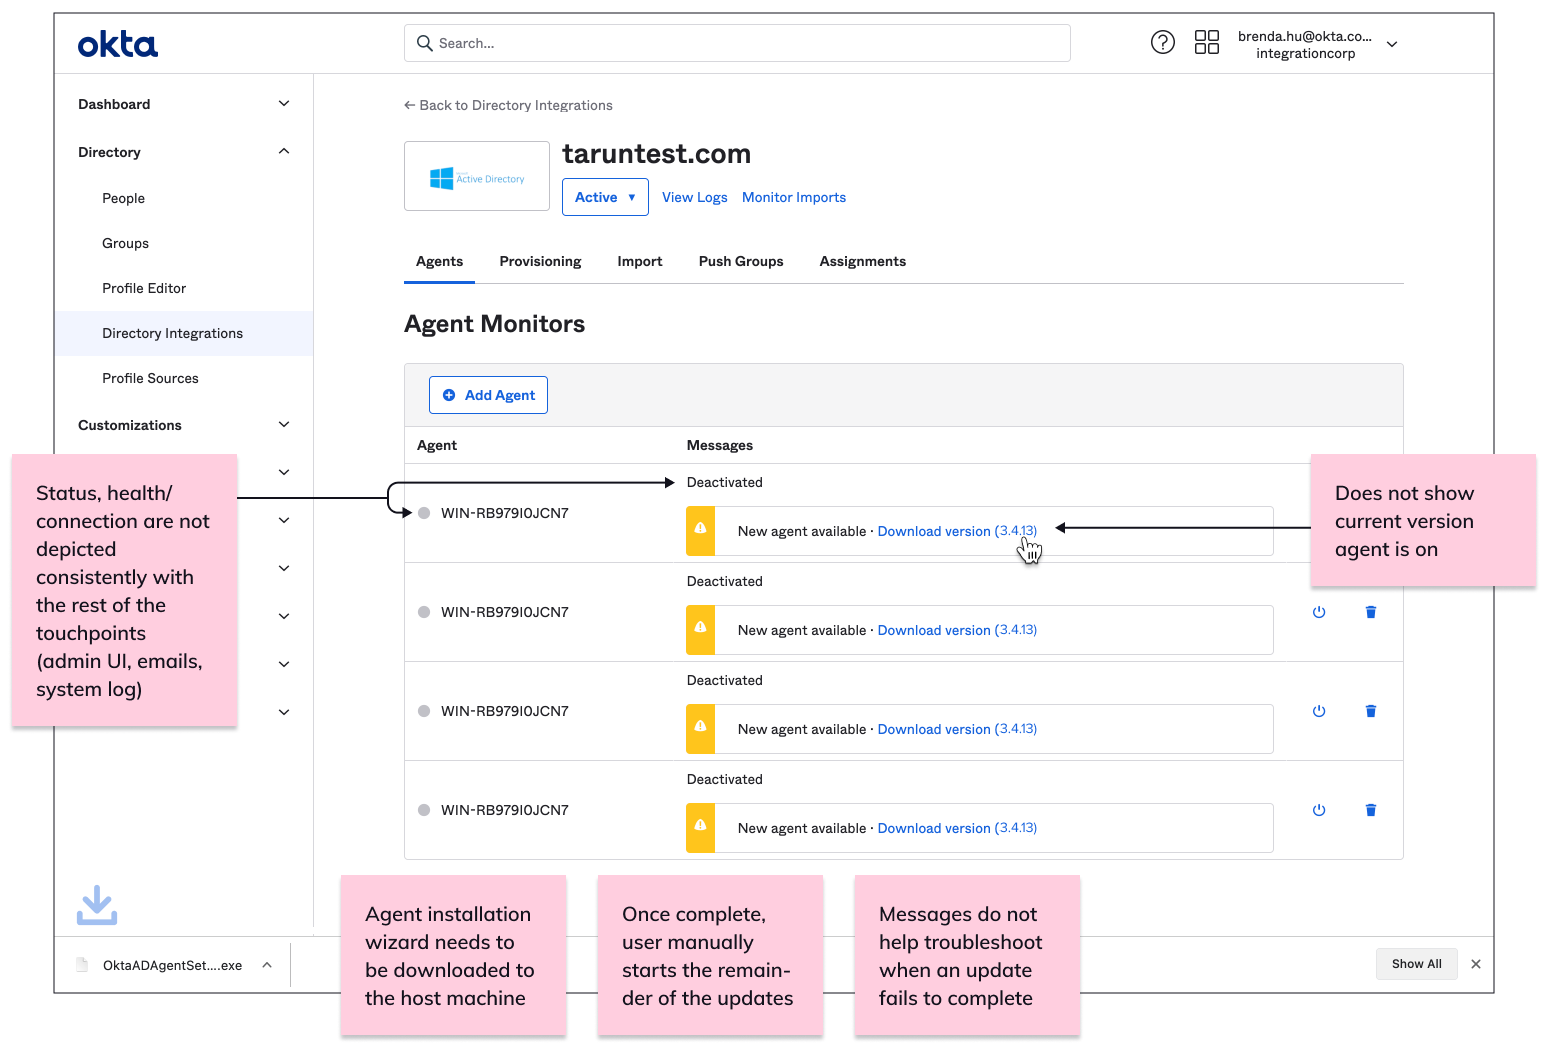 okta
Search...
brenda.hu@okta.co...
integrationcorp
Dashboard
Directory
People
Groups
Profile Editor
Directory Integrations
Profile Sources
Customizations
← Back to Directory Integrations
Active Directory
taruntest.com
Active ▼
View Logs
Monitor Imports
Agents
Provisioning
Import
Push Groups
Assignments
Agent Monitors
Add Agent
Agent
Messages
WIN-RB979I0JCN7
Deactivated
New agent available · Download version (3.4.13)
WIN-RB979I0JCN7
Deactivated
New agent available · Download version (3.4.13)
WIN-RB979I0JCN7
Deactivated
New agent available · Download version (3.4.13)
WIN-RB979I0JCN7
Deactivated
New agent available · Download version (3.4.13)
Status, health/
connection are not
depicted
consistently with
the rest of the
touchpoints
(admin UI, emails,
system log)
Does not show
current version
agent is on
Agent installation
wizard needs to
be downloaded to
the host machine
Once complete,
user manually
starts the remain-
der of the updates
Messages do not
help troubleshoot
when an update
fails to complete
OktaADAgentSet....exe
Show All